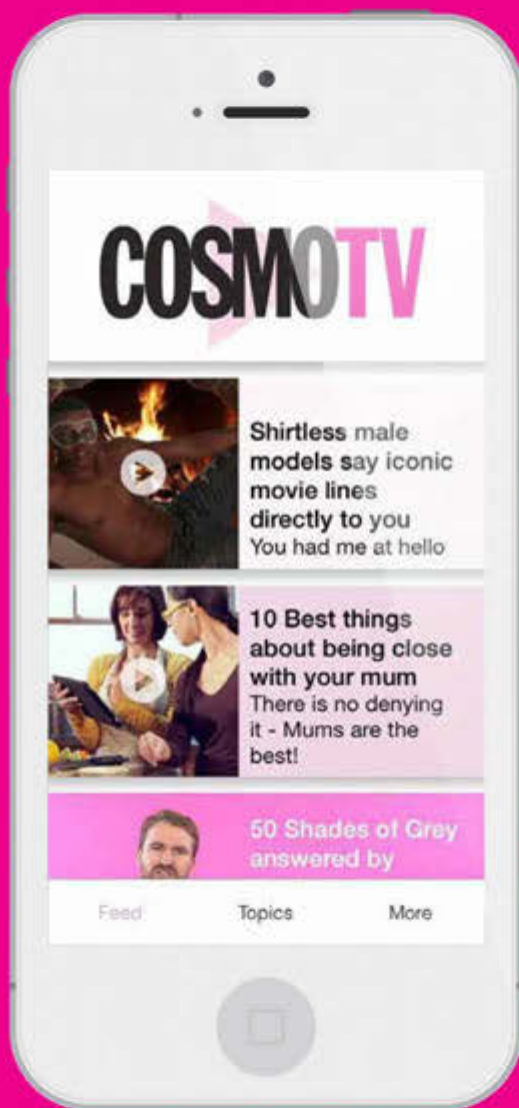 COSMOTV
Shirtless male
models say iconic
movie lines
directly to you
You had me at hello
10 Best things
about being close
with your mum
There is no denying
it - Mums are the
best!
50 Shades of Grey
answered by
Feed Topics More